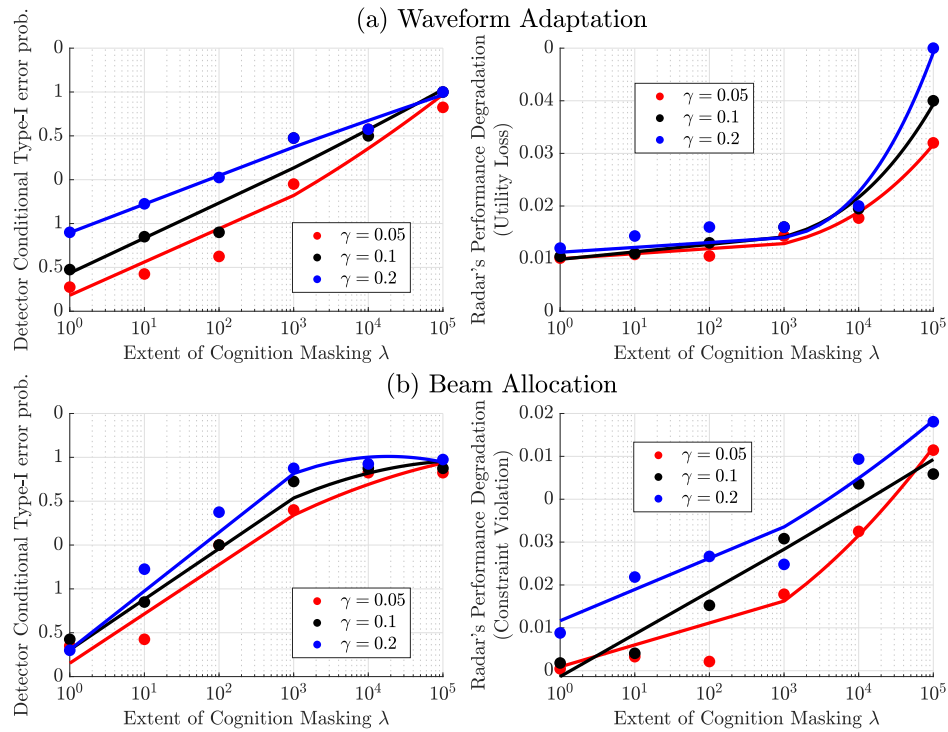 (a) Waveform Adaptation
Detector Conditional Type-I error prob.
0
1
0.5
0
1
0.5
0
10^0 10^1 10^2 10^3 10^4 10^5
Extent of Cognition Masking λ
γ = 0.05
γ = 0.1
γ = 0.2
Radar's Performance Degradation
(Utility Loss)
0
0.04
0.03
0.02
0.01
0
10^0 10^1 10^2 10^3 10^4 10^5
Extent of Cognition Masking λ
γ = 0.05
γ = 0.1
γ = 0.2
(b) Beam Allocation
Detector Conditional Type-I error prob.
0
1
0.5
0
1
0.5
0
10^0 10^1 10^2 10^3 10^4 10^5
Extent of Cognition Masking λ
γ = 0.05
γ = 0.1
γ = 0.2
Radar's Performance Degradation
(Constraint Violation)
0.02
0.01
0
0.03
0.02
0.01
0
10^0 10^1 10^2 10^3 10^4 10^5
Extent of Cognition Masking λ
γ = 0.05
γ = 0.1
γ = 0.2